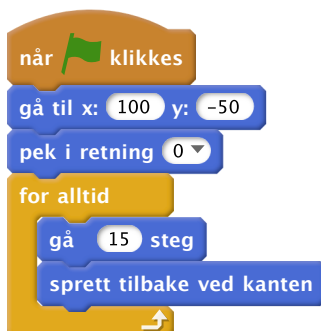 når klikkes
gå til x: 100 y: -50
pek i retning 0
for alltid
gå 15 steg
sprett tilbake ved kanten